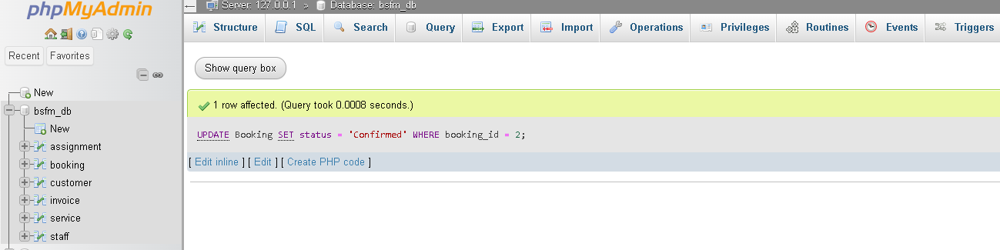 phpMyAdmin
Server: 127.0.0.1 » Database: bsfm_db
Structure SQL Search Query Export Import Operations Privileges Routines Events Triggers
Recent Favorites
Show query box
New
bsfm_db
New
assignment
booking
customer
invoice
service
staff
1 row affected. (Query took 0.0008 seconds.)
UPDATE Booking SET status = 'Confirmed' WHERE booking_id = 2;
[ Edit inline ] [ Edit ] [ Create PHP code ]